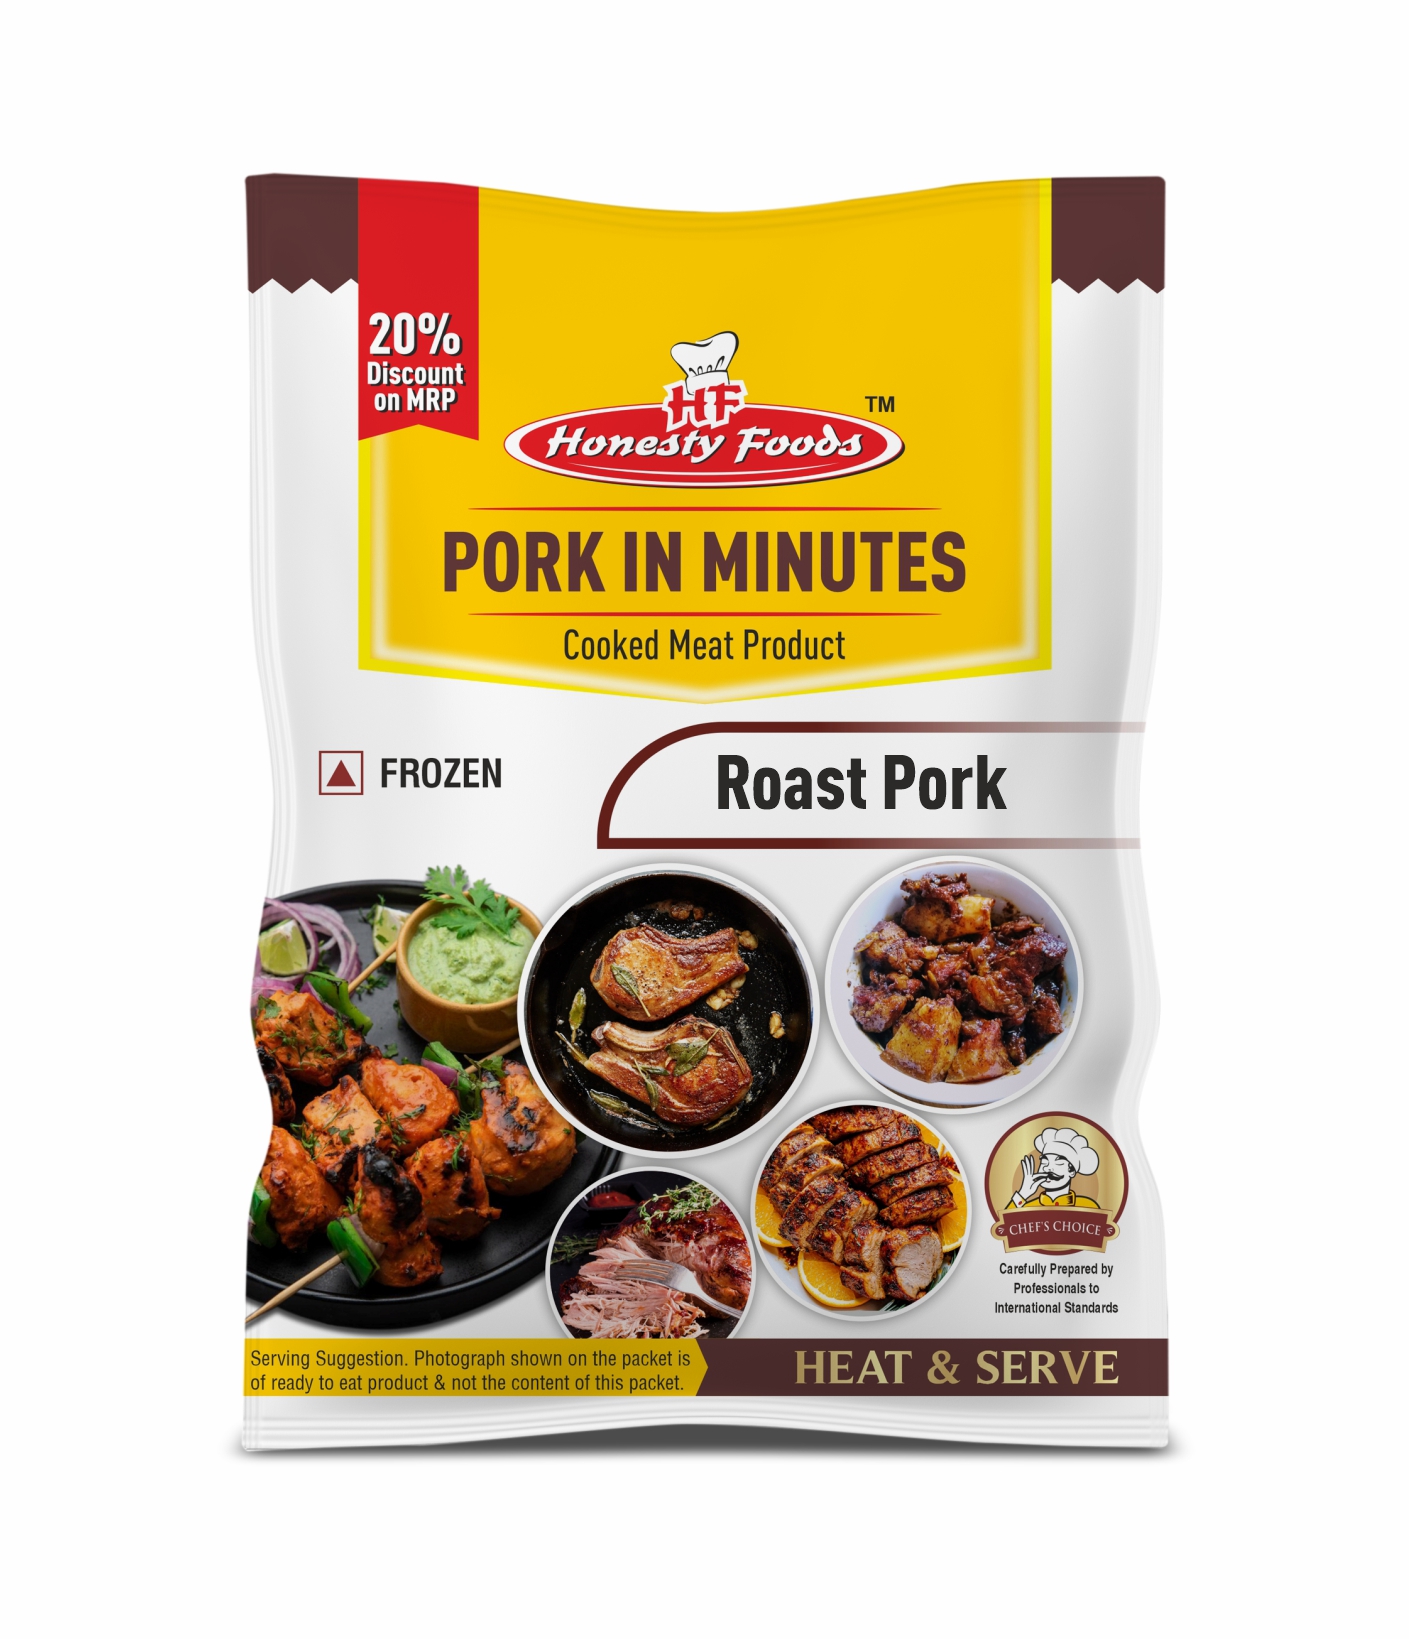 20%
Discount
on MRP
HF
TM
Honesty Foods
PORK IN MINUTES
Cooked Meat Product
FROZEN
Roast Pork
CHEF'S CHOICE
Carefully Prepared by
Professionals to
International Standards
Serving Suggestion. Photograph shown on the packet is
of ready to eat product & not the content of this packet.
HEAT & SERVE